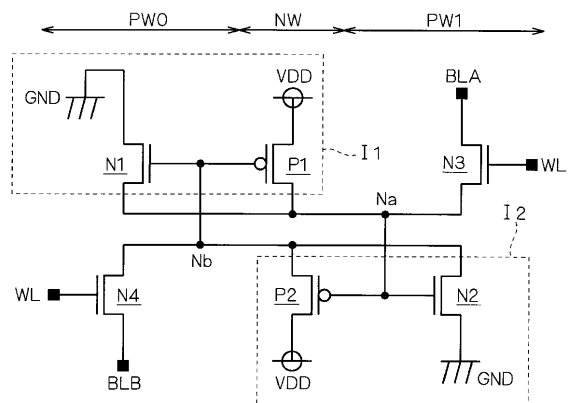 PW0 NW PW1
VDD
BLA
GND
I1
N1
P1
N3
WL
Na
I2
Nb
WL
N4
P2
N2
BLB
VDD
GND